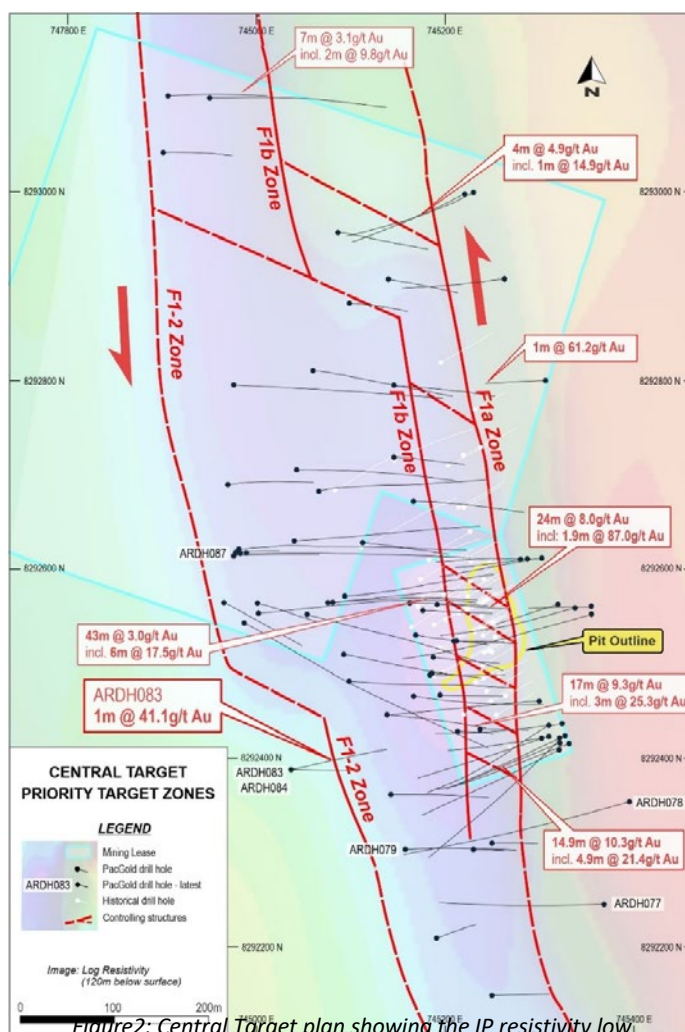 747800 E
745000 E
745200 E
7m @ 3.1g/t Au
incl. 2m @ 9.8g/t Au
N
F1b Zone
4m @ 4.9g/t Au
incl. 1m @ 14.9g/t Au
8293000 N
8293000 N
F1-2 Zone
1m @ 61.2g/t Au
8292800 N
8292800 N
F1a Zone
F1b Zone
24m @ 8.0g/t Au
incl: 1.9m @ 87.0g/t Au
ARDH087
8292600 N
8292600 N
43m @ 3.0g/t Au
incl. 6m @ 17.5g/t Au
Pit Outline
ARDH083
1m @ 41.1g/t Au
17m @ 9.3g/t Au
incl. 3m @ 25.3g/t Au
F1-2 Zone
8292400 N
8292400 N
ARDH083
ARDH084
ARDH078
14.9m @ 10.3g/t Au
incl. 4.9m @ 21.4g/t Au
ARDH079
ARDH077
8292200 N
8292200 N
CENTRAL TARGET
PRIORITY TARGET ZONES
LEGEND
Mining Lease
PacGold drill hole
ARDH083
PacGold drill hole - latest
Historical drill hole
Controlling structures
Image: Log Resistivity
(120m below surface)
0 100 200m
745000 E
745200 E
745400 E
Figure2: Central Target plan showing the IP resistivity low